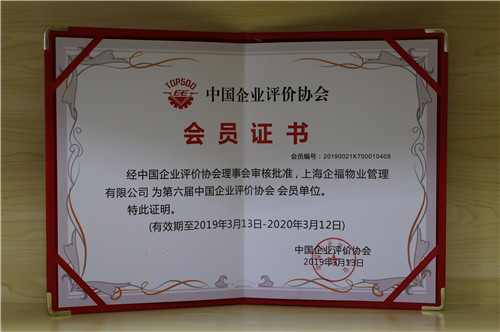 TOP500
EE
中国企业评价协会
会员证书
会员编号：20190021K700010408
经中国企业评价协会理事会审核批准，上海企福物业管理
有限公司 为第六届中国企业评价协会 会员单位。
特此证明。
(有效期至2019年3月13日-2020年3月12日)
中国企业评价协会
2019年3月13日